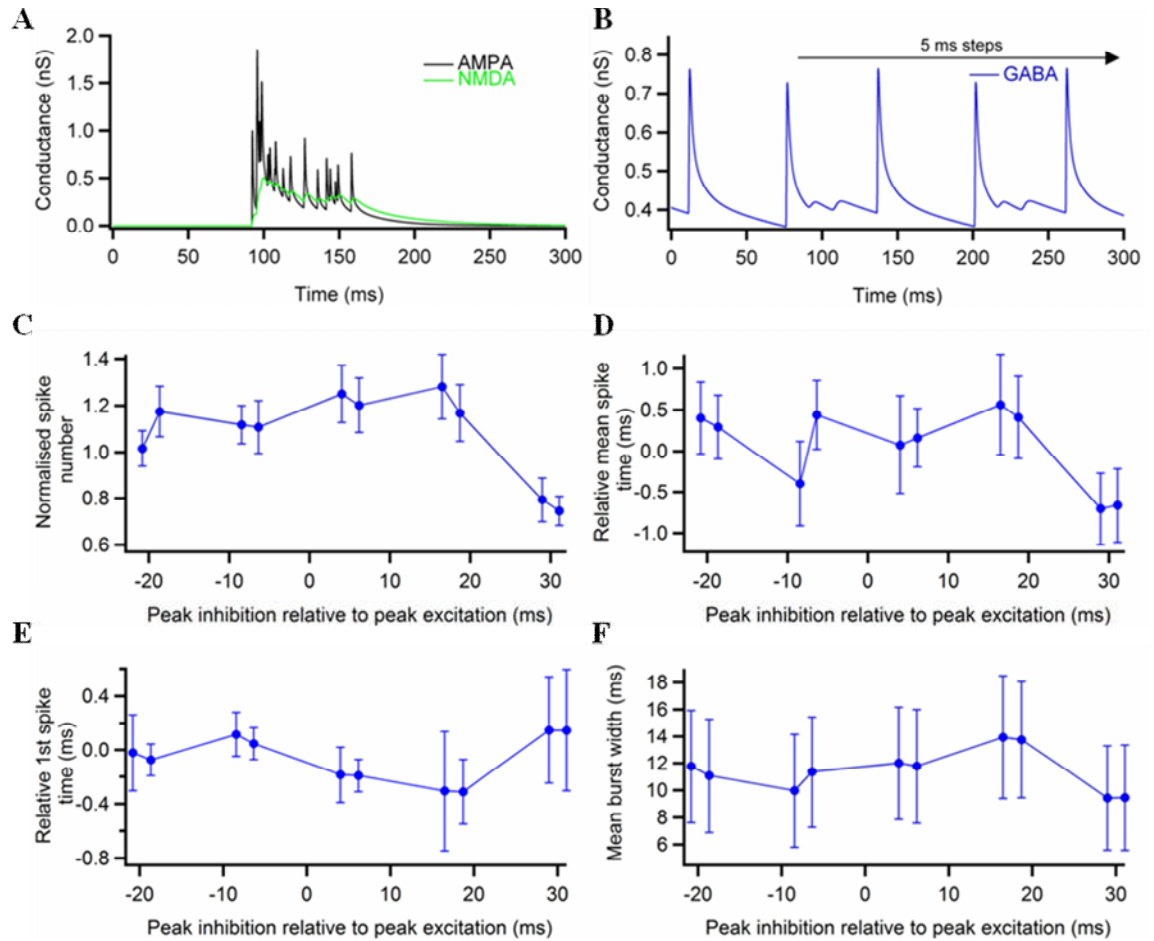 A
Conductance (nS)
2.0
1.5
1.0
0.5
0.0
AMPA
NMDA
0 50 100 150 200 250 300
Time (ms)
B
Conductance (nS)
0.8
0.7
0.6
0.5
0.4
5 ms steps
GABA
0 50 100 150 200 250 300
Time (ms)
C
Normalised spike
number
1.4
1.2
1.0
0.8
0.6
-20 -10 0 10 20 30
Peak inhibition relative to peak excitation (ms)
D
Relative mean spike
time (ms)
1.0
0.5
0.0
-0.5
-1.0
-20 -10 0 10 20 30
Peak inhibition relative to peak excitation (ms)
E
Relative 1st spike
time (ms)
0.4
0.0
-0.4
-0.8
-20 -10 0 10 20 30
Peak inhibition relative to peak excitation (ms)
F
Mean burst width (ms)
18
16
14
12
10
8
6
-20 -10 0 10 20 30
Peak inhibition relative to peak excitation (ms)